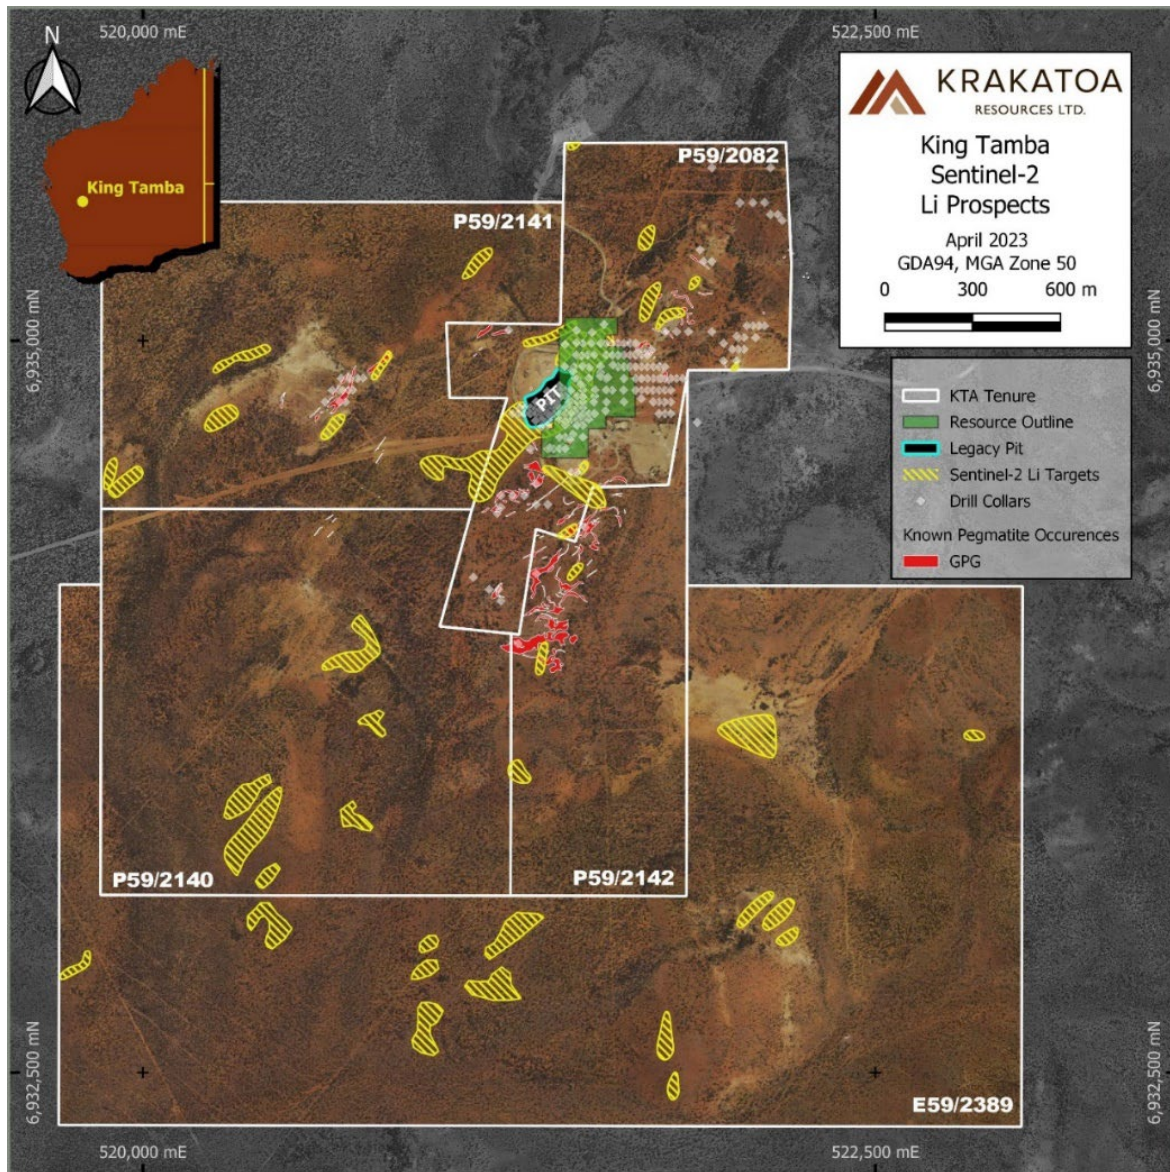 520,000 mE
522,500 mE
N
King Tamba
KRAKATOA
RESOURCES LTD.
King Tamba
Sentinel-2
Li Prospects
April 2023
GDA94, MGA Zone 50
0 300 600 m
P59/2082
P59/2141
6,935,000 mN
6,935,000 mN
PIT
KTA Tenure
Resource Outline
Legacy Pit
Sentinel-2 Li Targets
Drill Collars
Known Pegmatite Occurences
GPG
P59/2140
P59/2142
6,932,500 mN
6,932,500 mN
E59/2389
520,000 mE
522,500 mE